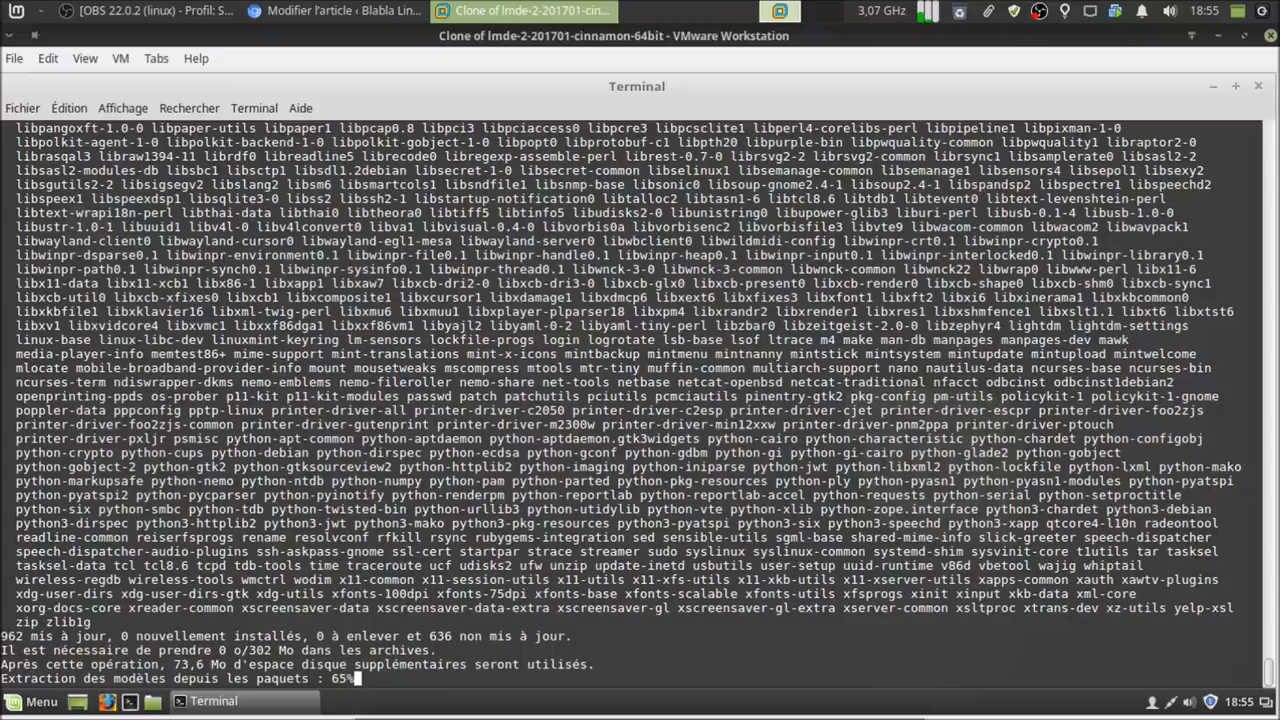 [OBS 22.0.2 (linux) - Profil: S...
Modifier l'article ‹ Blabla Lin...
Clone of lmde-2-201701-cin...
3,07 GHz
18:55
Clone of lmde-2-201701-cinnamon-64bit - VMware Workstation
File Edit View VM Tabs Help
Terminal
Fichier Édition Affichage Rechercher Terminal Aide
libpangoxft-1.0-0 libpaper-utils libpaper1 libpcap0.8 libpci3 libpciaccess0 libpcre3 libpcsclite1 libperl4-corelibs-perl libpipeline1 libpixman-1-0
libpolkit-agent-1-0 libpolkit-backend-1-0 libpolkit-gobject-1-0 libpopt0 libprotobuf-c1 libpth20 libpurple-bin libpwquality-common libpwquality1 libraptor2-0
librasqal3 libraw1394-11 librdf0 libreadline5 librecode0 libregexp-assemble-perl librest-0.7-0 librsvg2-2 librsvg2-common librsync1 libsamplerate0 libsasl2-2
libsasl2-modules-db libsbc1 libsctp1 libsdl1.2debian libsecret-1-0 libsecret-common libselinux1 libsemanage-common libsemanage1 libsensors4 libsepol1 libsexy2
libsgutils2-2 libsigsegv2 libslang2 libsm6 libsmartcols1 libsndfile1 libsnmp-base libsonic0 libsoup-gnome2.4-1 libsoup2.4-1 libspandsp2 libspectre1 libspeechd2
libspeex1 libspeexdsp1 libsqlite3-0 libss2 libssh2-1 libstartup-notification0 libtalloc2 libtasn1-6 libtcl8.6 libtdb1 libtevent0 libtext-levenshtein-perl
libtext-wrapi18n-perl libthai-data libthai0 libtheora0 libtiff5 libtinfo5 libudisks2-0 libunistring0 libupower-glib3 liburi-perl libusb-0.1-4 libusb-1.0-0
libustr-1.0-1 libuuid1 libv4l-0 libv4lconvert0 libva1 libvisual-0.4-0 libvorbis0a libvorbisenc2 libvorbisfile3 libvte9 libwacom-common libwacom2 libwavpack1
libwayland-client0 libwayland-cursor0 libwayland-egl1-mesa libwayland-server0 libwbclient0 libwildmidi-config libwinpr-crt0.1 libwinpr-crypto0.1
libwinpr-dsparse0.1 libwinpr-environment0.1 libwinpr-file0.1 libwinpr-handle0.1 libwinpr-heap0.1 libwinpr-input0.1 libwinpr-interlocked0.1 libwinpr-library0.1
libwinpr-path0.1 libwinpr-synch0.1 libwinpr-sysinfo0.1 libwinpr-thread0.1 libwnck-3-0 libwnck-3-common libwnck-common libwnck22 libwrap0 libwww-perl libx11-6
libx11-data libx11-xcb1 libx86-1 libxapp1 libxaw7 libxcb-dri2-0 libxcb-dri3-0 libxcb-glx0 libxcb-present0 libxcb-render0 libxcb-shape0 libxcb-shm0 libxcb-sync1
libxcb-util0 libxcb-xfixes0 libxcb1 libxcomposite1 libxcursor1 libxdamage1 libxdmcp6 libxext6 libxfixes3 libxfont1 libxft2 libxi6 libxinerama1 libxkbcommon0
libxkbfile1 libxklavier16 libxml-twig-perl libxmu6 libxmuu1 libxplayer-plparser18 libxpm4 libxrandr2 libxrender1 libxres1 libxshmfence1 libxslt1.1 libxt6 libxtst6
libxv1 libxvidcore4 libxvmc1 libxxf86dga1 libxxf86vm1 libyajl2 libyaml-0-2 libyaml-tiny-perl libzbar0 libzeitgeist-2.0-0 libzephyr4 lightdm lightdm-settings
linux-base linux-libc-dev linuxmint-keyring lm-sensors lockfile-progs login logrotate lsb-base lsof ltrace m4 make man-db manpages manpages-dev mawk
media-player-info memtest86+ mime-support mint-translations mint-x-icons mintbackup mintmenu mintnanny mintstick mintsystem mintupdate mintupload mintwelcome
mlocate mobile-broadband-provider-info mount mousetweaks mscompress mtools mtr-tiny muffin-common multiarch-support nano nautilus-data ncurses-base ncurses-bin
ncurses-term ndiswrapper-dkms nemo-emblems nemo-fileroller nemo-share net-tools netbase netcat-openbsd netcat-traditional nfacct odbcinst odbcinst1debian2
openprinting-ppds os-prober p11-kit p11-kit-modules passwd patch patchutils pciutils pcmciautils pinentry-gtk2 pkg-config pm-utils policykit-1 policykit-1-gnome
poppler-data pppconfig pptp-linux printer-driver-all printer-driver-c2050 printer-driver-c2esp printer-driver-cjet printer-driver-escpr printer-driver-foo2zjs
printer-driver-foo2zjs-common printer-driver-gutenprint printer-driver-m2300w printer-driver-min12xxw printer-driver-pnm2ppa printer-driver-ptouch
printer-driver-pxljr psmisc python-apt-common python-aptdaemon python-aptdaemon.gtk3widgets python-cairo python-characteristic python-chardet python-configobj
python-crypto python-cups python-debian python-dirspec python-ecdsa python-gconf python-gdbm python-gi python-gi-cairo python-glade2 python-gobject
python-gobject-2 python-gtk2 python-gtksourceview2 python-httplib2 python-imaging python-iniparse python-jwt python-libxml2 python-lockfile python-lxml python-mako
python-markupsafe python-nemo python-ntdb python-numpy python-pam python-parted python-pkg-resources python-ply python-pyasn1 python-pyasn1-modules python-pyatspi
python-pyatspi2 python-pycparser python-pyinotify python-renderpm python-reportlab python-reportlab-accel python-requests python-serial python-setproctitle
python-six python-smbc python-tdb python-twisted-bin python-urllib3 python-utidylib python-vte python-xlib python-zope.interface python3-chardet python3-debian
python3-dirspec python3-httplib2 python3-jwt python3-mako python3-pkg-resources python3-pyatspi python3-six python3-speechd python3-xapp qtcore4-l10n radeontool
readline-common reiserfsprogs rename resolvconf rfkill rsync rubygems-integration sed sensible-utils sgml-base shared-mime-info slick-greeter speech-dispatcher
speech-dispatcher-audio-plugins ssh-askpass-gnome ssl-cert startpar strace streamer sudo syslinux syslinux-common systemd-shim sysvinit-core t1utils tar tasksel
tasksel-data tcl tcl8.6 tcpd tdb-tools time traceroute ucf udisks2 ufw unzip update-inetd usbutils user-setup uuid-runtime v86d vbetool wajig whiptail
wireless-regdb wireless-tools wmctrl wodim x11-common x11-session-utils x11-utils x11-xfs-utils x11-xkb-utils x11-xserver-utils xapps-common xauth xawtv-plugins
xdg-user-dirs xdg-user-dirs-gtk xdg-utils xfonts-100dpi xfonts-75dpi xfonts-base xfonts-scalable xfonts-utils xfsprogs xinit xinput xkb-data xml-core
xorg-docs-core xreader-common xscreensaver-data xscreensaver-data-extra xscreensaver-gl xscreensaver-gl-extra xserver-common xsltproc xtrans-dev xz-utils yelp-xsl
zip zlib1g
962 mis à jour, 0 nouvellement installés, 0 à enlever et 636 non mis à jour.
Il est nécessaire de prendre 0 o/302 Mo dans les archives.
Après cette opération, 73,6 Mo d'espace disque supplémentaires seront utilisés.
Extraction des modèles depuis les paquets : 65%
Menu
Terminal
18:55